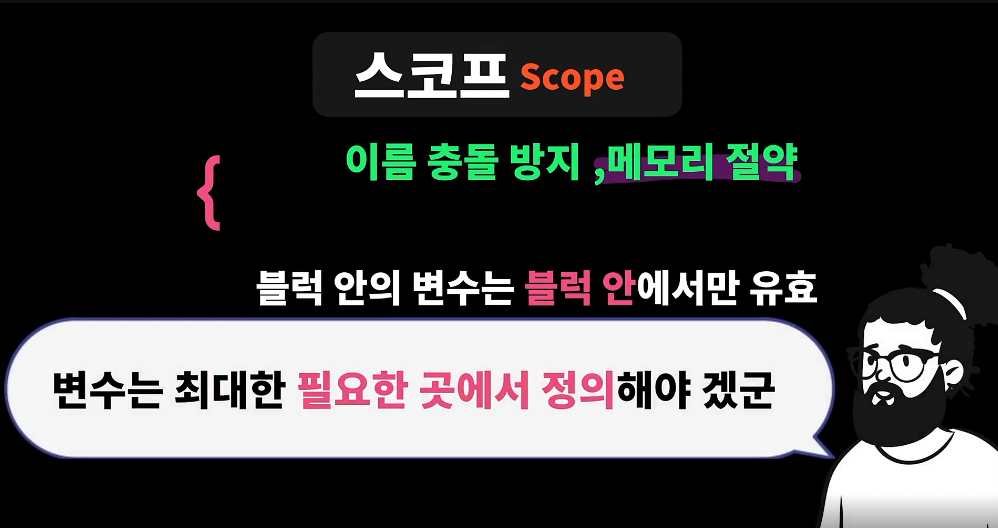 스코프 Scope
이름 충돌 방지 ,메모리 절약
{
블럭 안의 변수는 블럭 안에서만 유효
변수는 최대한 필요한 곳에서 정의해야 겠군